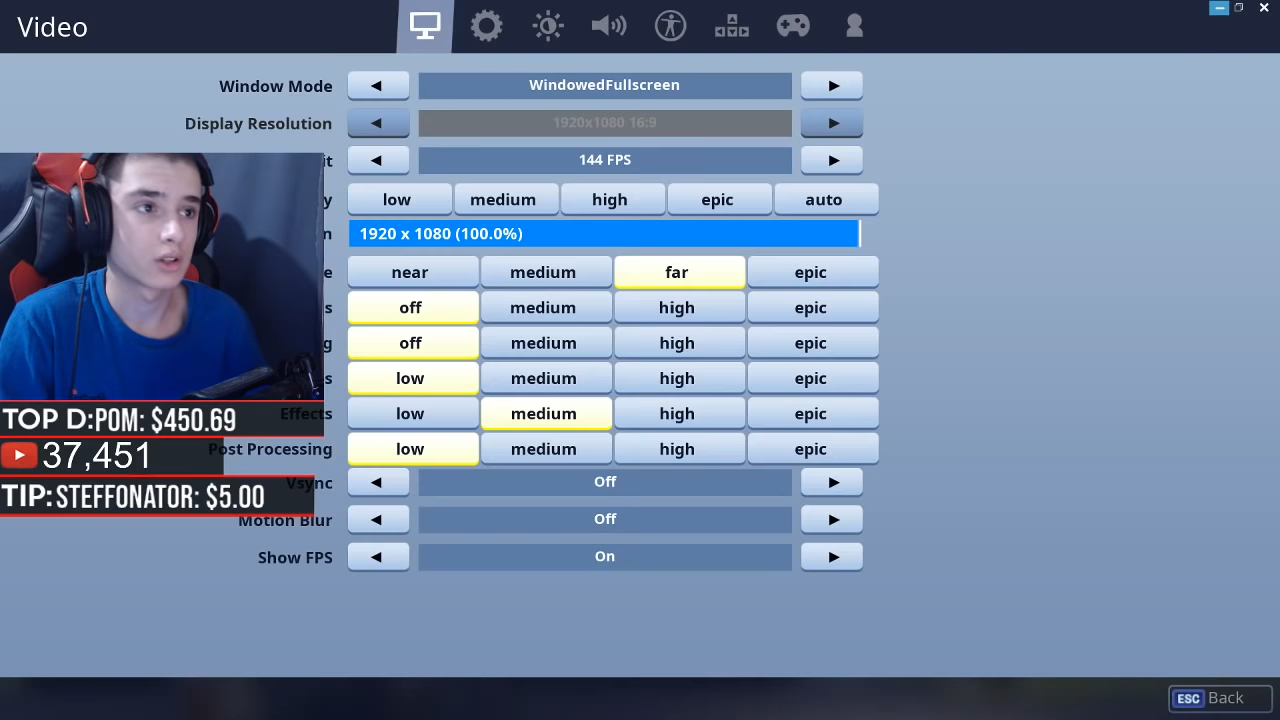 Video
Window Mode ◀ WindowedFullscreen ▶
Display Resolution ◀ 1920x1080 16:9 ▶
it ◀ 144 FPS ▶
y low medium high epic auto
n 1920 x 1080 (100.0%)
e near medium far epic
s off medium high epic
g off medium high epic
s low medium high epic
TOP D:POM: $450.69
Effects low medium high epic
37,451
Post Processing low medium high epic
TIP: STEFFONATOR: $5.00
Vsync ◀ Off ▶
Motion Blur ◀ Off ▶
Show FPS ◀ On ▶
ESC Back